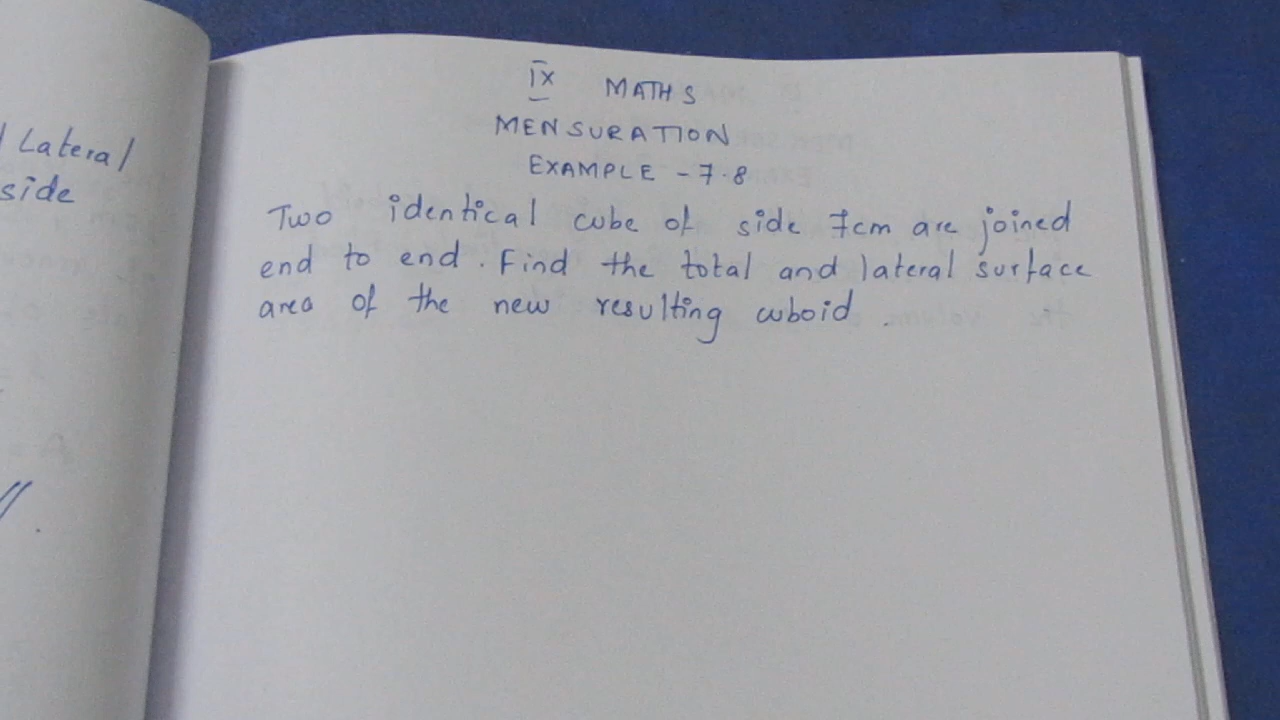 Lateral
side
IX MATHS
MENSURATION
EXAMPLE - 7.8
Two identical cube of side 7cm are joined
end to end. Find the total and lateral surface
area of the new resulting cuboid.